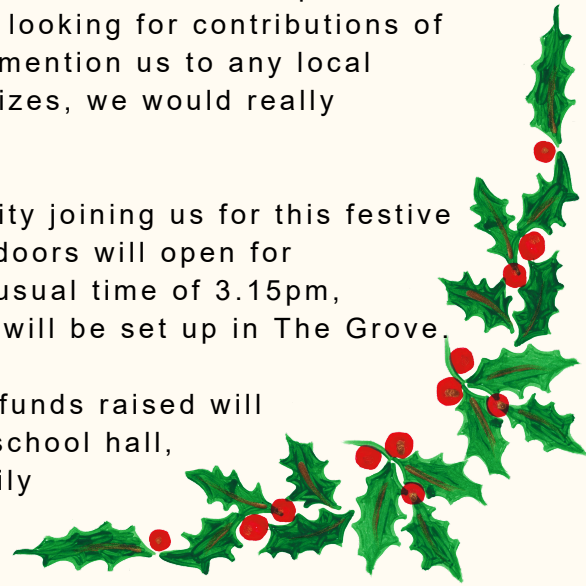 looking for contributions of
mention us to any local
izes, we would really
ity joining us for this festive
doors will open for
usual time of 3.15pm,
will be set up in The Grove.
funds raised will
school hall,
ily